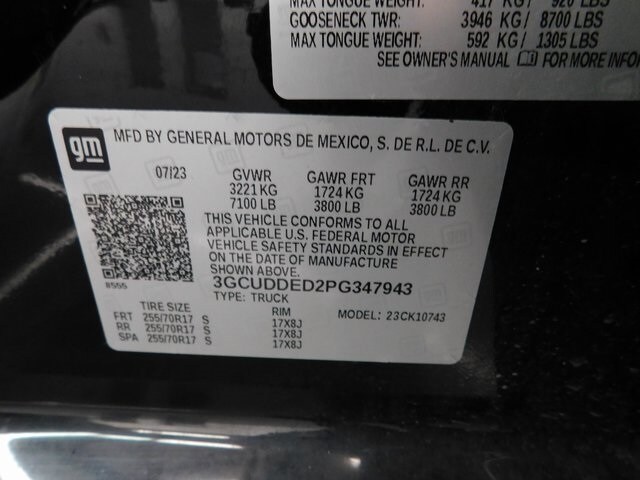 MAX TONGUE WEIGHT: 417 KG/ 920 LBS
GOOSENECK TWR: 3946 KG/ 8700 LBS
MAX TONGUE WEIGHT: 592 KG/ 1305 LBS
SEE OWNER'S MANUAL FOR MORE INFOR
gm
MFD BY GENERAL MOTORS DE MEXICO, S. DE R.L. DE C.V.
07/23 GVWR GAWR FRT GAWR RR
3221 KG 1724 KG 1724 KG
7100 LB 3800 LB 3800 LB
THIS VEHICLE CONFORMS TO ALL
APPLICABLE U.S. FEDERAL MOTOR
VEHICLE SAFETY STANDARDS IN EFFECT
ON THE DATE OF MANUFACTURE
SHOWN ABOVE.
8555
3GCUDDED2PG347943
TYPE: TRUCK
TIRE SIZE RIM MODEL: 23CK10743
FRT 255/70R17 S 17X8J
RR 255/70R17 S 17X8J
SPA 255/70R17 S 17X8J